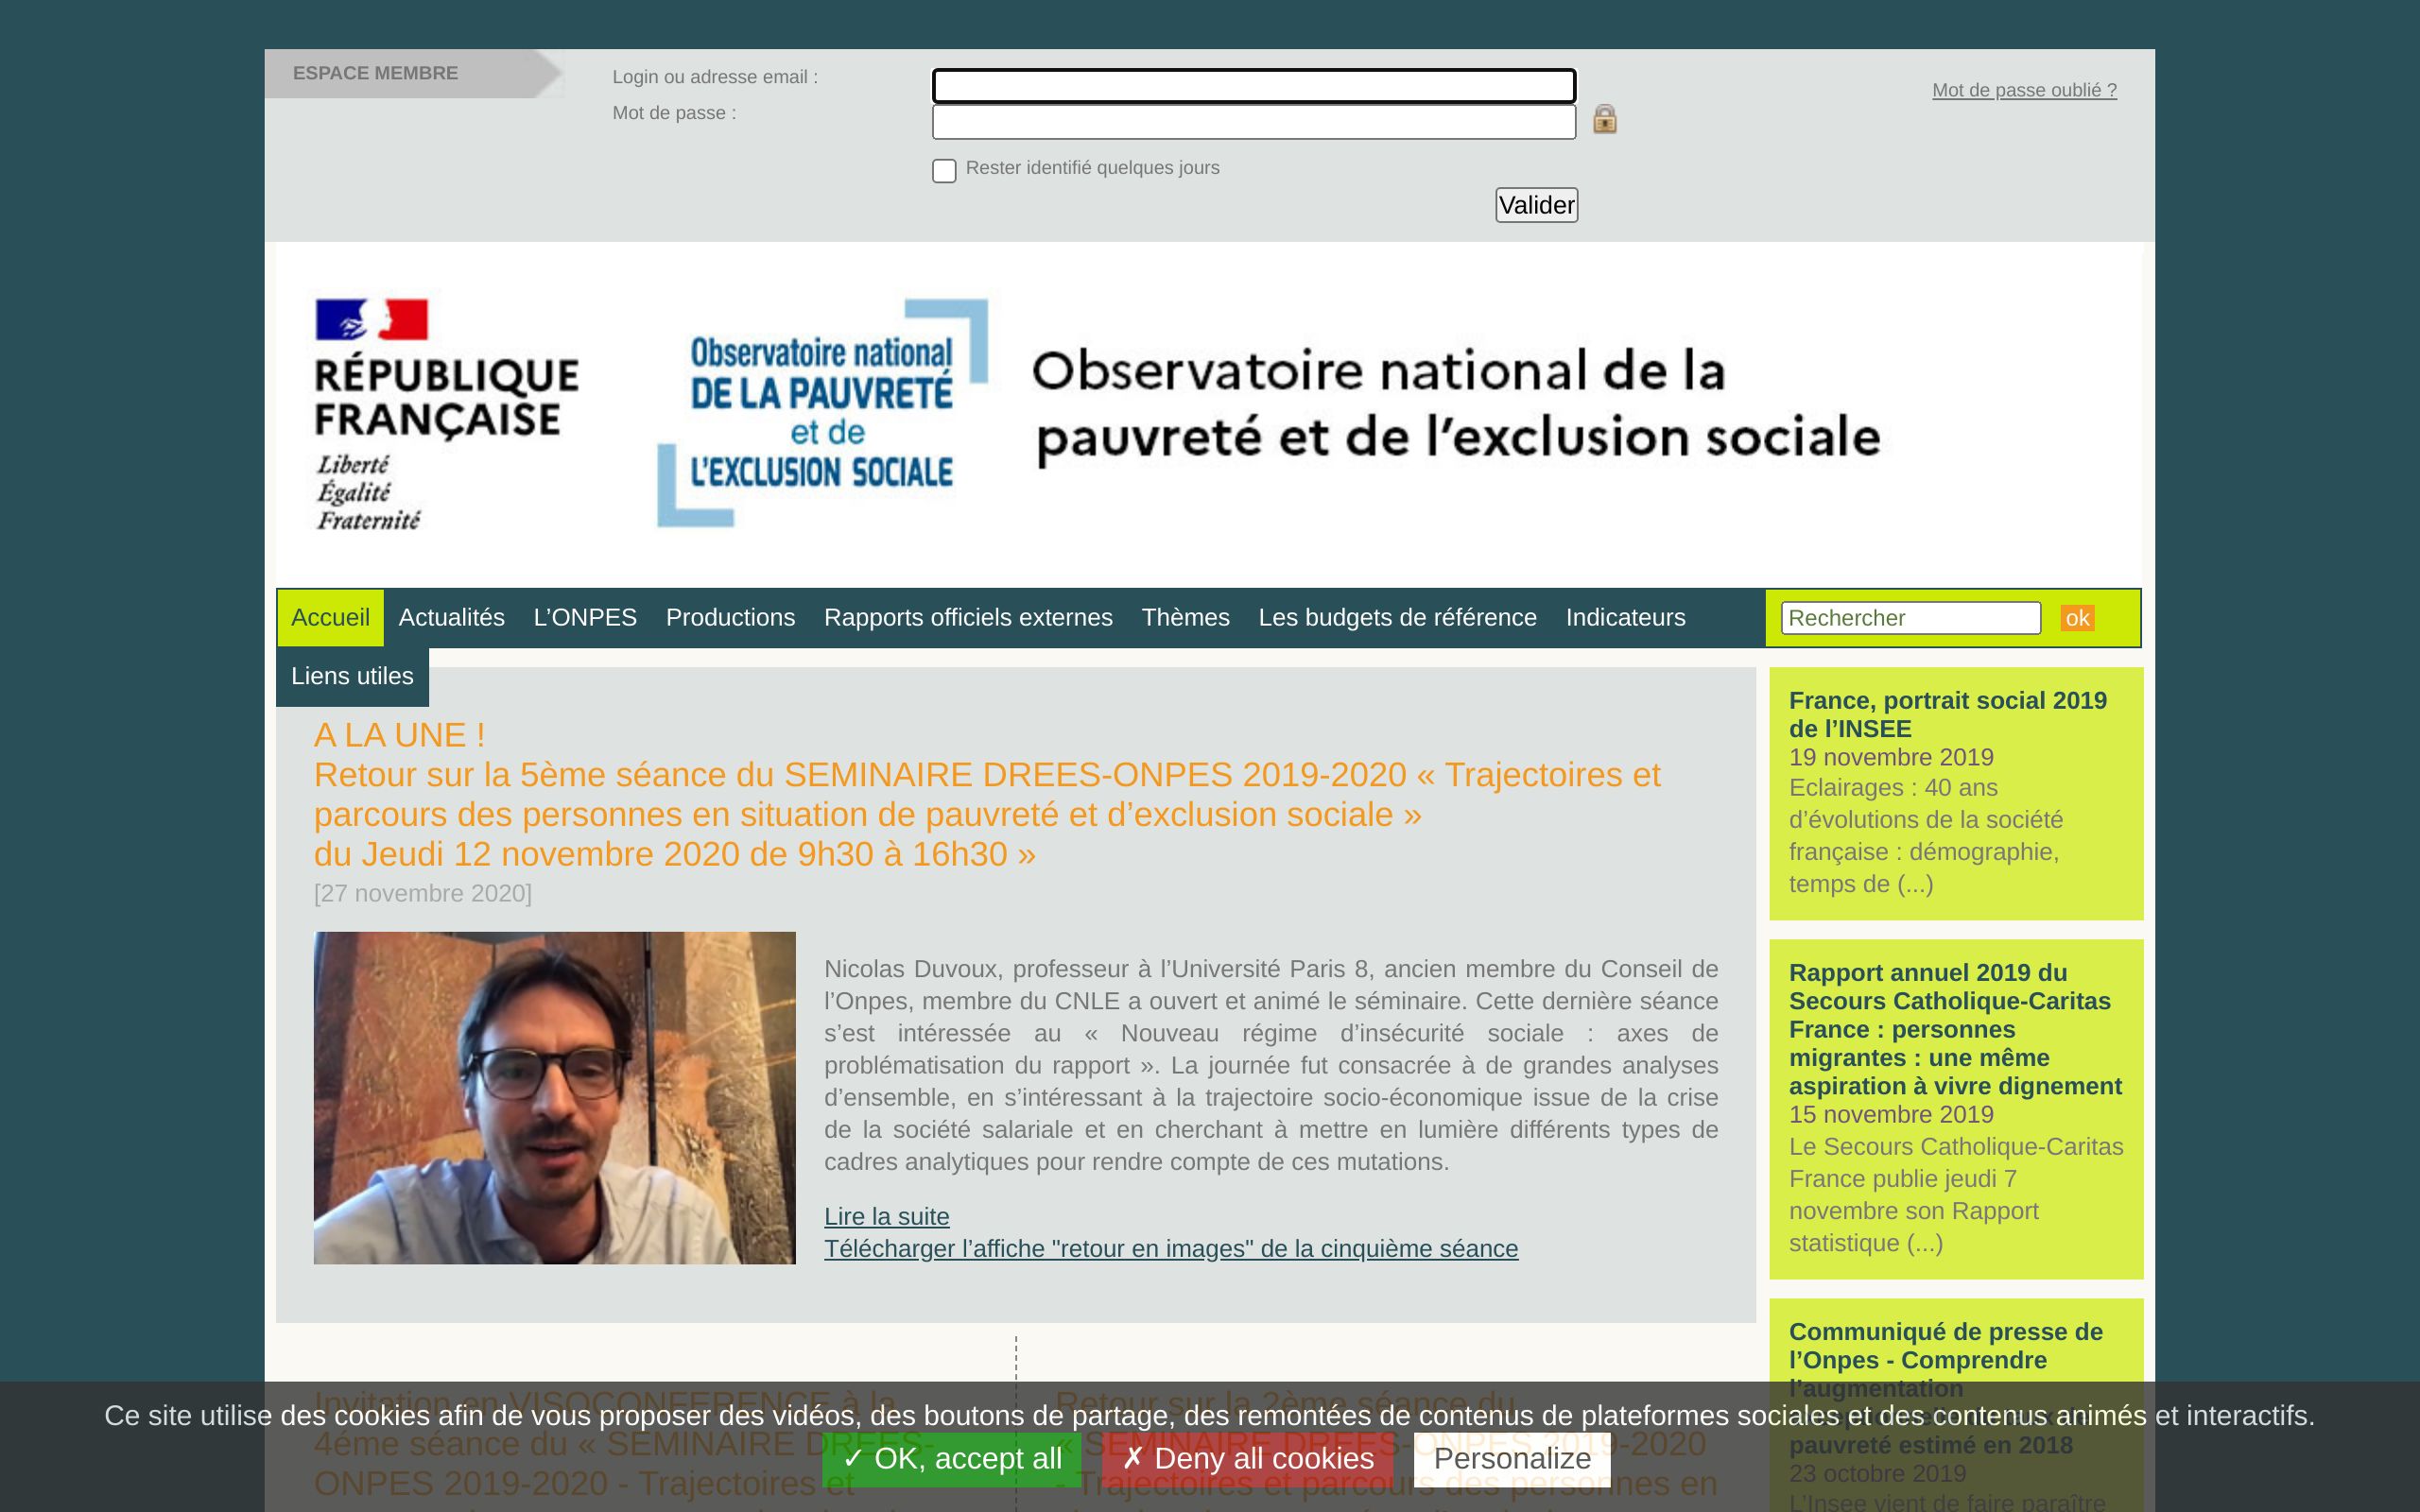 ESPACE MEMBRE
Login ou adresse email :
Mot de passe oublié ?
Mot de passe :
Rester identifié quelques jours
Valider
RÉPUBLIQUE
FRANÇAISE
Liberté
Égalité
Fraternité
Observatoire national
DE LA PAUVRETÉ
et de
L'EXCLUSION SOCIALE
Observatoire national de la
pauvreté et de l'exclusion sociale
Accueil Actualités L’ONPES Productions Rapports officiels externes Thèmes Les budgets de référence Indicateurs Rechercher ok
Liens utiles
A LA UNE !
Retour sur la 5ème séance du SEMINAIRE DREES-ONPES 2019-2020 « Trajectoires et
parcours des personnes en situation de pauvreté et d’exclusion sociale »
du Jeudi 12 novembre 2020 de 9h30 à 16h30 »
[27 novembre 2020]
Nicolas Duvoux, professeur à l’Université Paris 8, ancien membre du Conseil de
l’Onpes, membre du CNLE a ouvert et animé le séminaire. Cette dernière séance
s’est intéressée au « Nouveau régime d’insécurité sociale : axes de
problématisation du rapport ». La journée fut consacrée à de grandes analyses
d’ensemble, en s’intéressant à la trajectoire socio-économique issue de la crise
de la société salariale et en cherchant à mettre en lumière différents types de
cadres analytiques pour rendre compte de ces mutations.
Lire la suite
Télécharger l’affiche "retour en images" de la cinquième séance
France, portrait social 2019
de l’INSEE
19 novembre 2019
Eclairages : 40 ans
d’évolutions de la société
française : démographie,
temps de (...)
Rapport annuel 2019 du
Secours Catholique-Caritas
France : personnes
migrantes : une même
aspiration à vivre dignement
15 novembre 2019
Le Secours Catholique-Caritas
France publie jeudi 7
novembre son Rapport
statistique (...)
Communiqué de presse de
l’Onpes - Comprendre
l’augmentation
pauvreté estimé en 2018
23 octobre 2019
L’Insee vient de faire paraître
Invitation en VISOCONFERENCE à la
4éme séance du « SEMINAIRE DREES-
ONPES 2019-2020 - Trajectoires et
Retour sur la 2ème séance du
« SEMINAIRE DREES-ONPES 2019-2020
- Trajectoires et parcours des personnes en
Ce site utilise des cookies afin de vous proposer des vidéos, des boutons de partage, des remontées de contenus de plateformes sociales et des contenus animés et interactifs.
✓ OK, accept all ✗ Deny all cookies Personalize